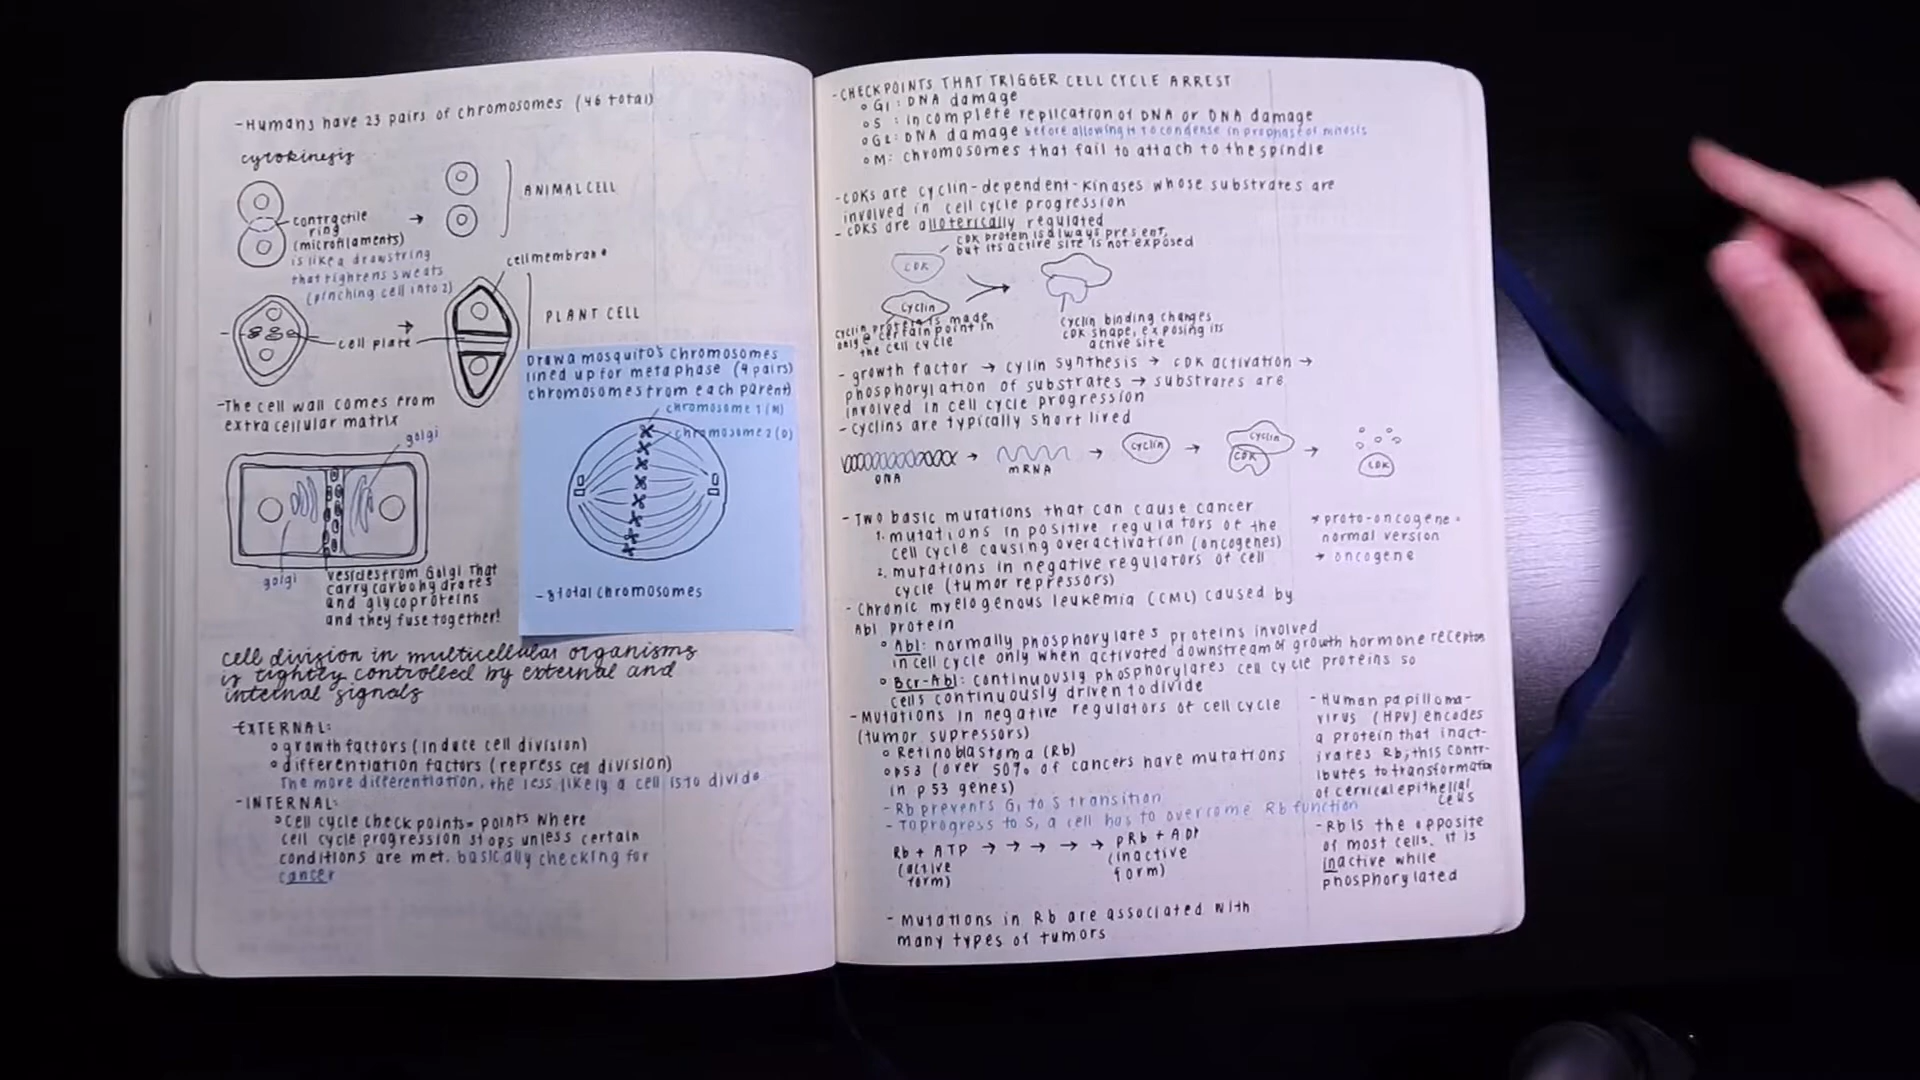 - Humans have 23 pairs of chromosomes (46 total)
cytokinesis
contractile
ring
(microfilaments)
is like a drawstring
that tightens sweats
(pinching cell into 2)
ANIMAL CELL
cell membrane
PLANT CELL
cell plate
- The cell wall comes from
extracellular matrix
golgi
golgi
vesicles from Golgi that
carry carbohydrates
and glycoproteins
and they fuse together!
Draw a mosquito's chromosomes
lined up for metaphase (4 pairs)
chromosomes from each parent)
chromosome 1 (M)
chromosome 2 (D)
- 8 total chromosomes
cell division in multicellular organisms
is tightly controlled by external and
internal signals
- EXTERNAL:
growth factors (induce cell division)
differentiation factors (repress cell division)
The more differentiation, the less likely a cell is to divide
- INTERNAL:
cell cycle check points = points where
cell cycle progression stops unless certain
conditions are met. basically checking for
cancer
- CHECKPOINTS THAT TRIGGER CELL CYCLE ARREST
G1: DNA damage
S: incomplete replication of DNA or DNA damage
G2: DNA damage before allowing it to condense in prophase of mitosis
M: chromosomes that fail to attach to the spindle
- CDKs are cyclin-dependent-kinases whose substrates are
involved in cell cycle progression
- CDKs are allosterically regulated
CDK protein is always present,
but its active site is not exposed
CDK
cyclin
cyclin protein is made
only @ certain point in
the cell cycle
cyclin binding changes
CDK shape, exposing its
active site
- growth factor → cylin synthesis → CDK activation →
phosphorylation of substrates → substrates are
involved in cell cycle progression
- cyclins are typically short lived
DNA → mRNA → cyclin → cyclin CDK → CDK
- Two basic mutations that can cause cancer
1. mutations in positive regulators of the
cell cycle causing overactivation (oncogenes)
2. mutations in negative regulators of cell
cycle (tumor repressors)
→ proto-oncogene =
normal version
→ oncogene
- Chronic myelogenous leukemia (CML) caused by
Abl protein
Abl: normally phosphorylates proteins involved
in cell cycle only when activated downstream of growth hormone receptor
Bcr-Abl: continuously phosphorylates cell cycle proteins so
cells continuously driven to divide
- Mutations in negative regulators of cell cycle
(tumor supressors)
Retinoblastoma (Rb)
p53 (over 50% of cancers have mutations
in p53 genes)
- Rb prevents G1 to S transition
- To progress to S, a cell has to overcome Rb function
Rb + ATP → → → → → pRb + ADP
(active
form)
(inactive
form)
- Mutations in Rb are associated with
many types of tumors
- Human papilloma-
virus (HPV) encodes
a protein that inact-
ivates Rb; this contr-
ibutes to transformation
of cervical epithelial
cells
- Rb is the opposite
of most cells. it is
inactive while
phosphorylated